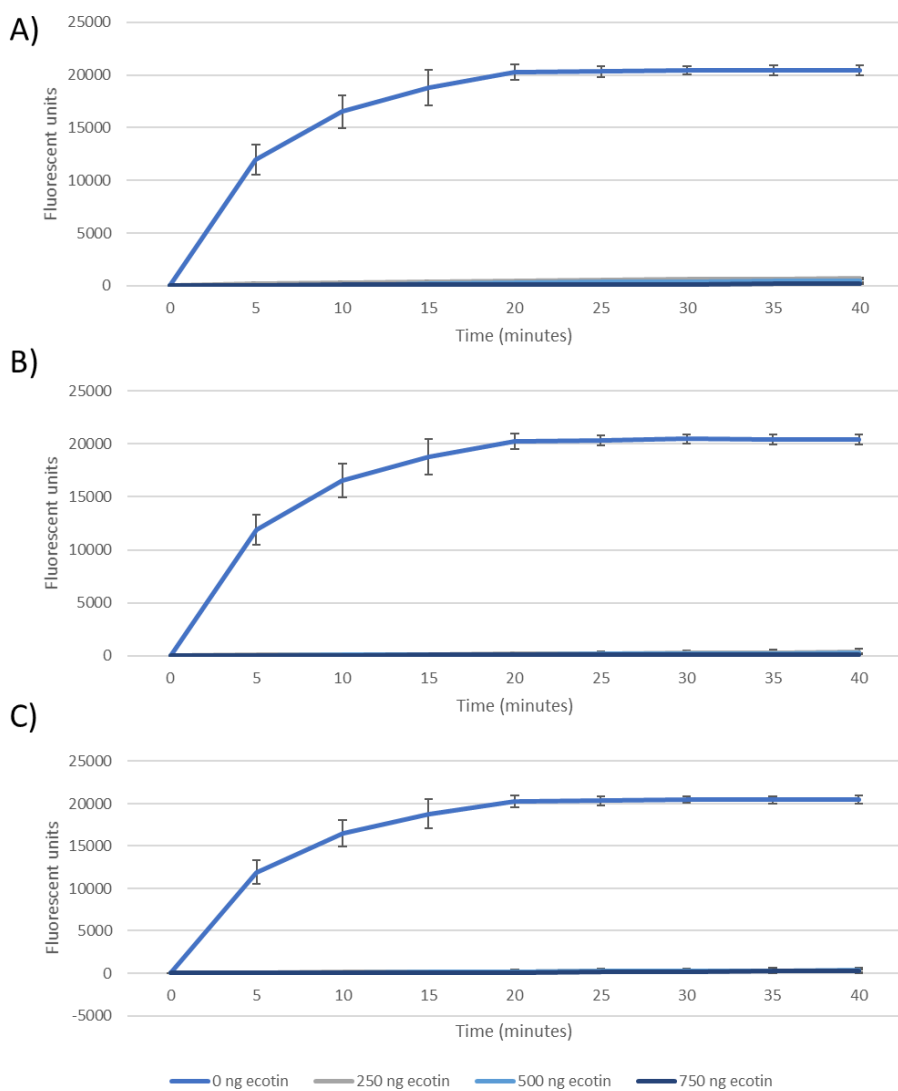 A)
25000
20000
15000
10000
5000
0
Fluorescent units
0 5 10 15 20 25 30 35 40
Time (minutes)
B)
25000
20000
15000
10000
5000
0
Fluorescent units
0 5 10 15 20 25 30 35 40
Time (minutes)
C)
25000
20000
15000
10000
5000
0
-5000
Fluorescent units
0 5 10 15 20 25 30 35 40
Time (minutes)
0 ng ecotin 250 ng ecotin 500 ng ecotin 750 ng ecotin